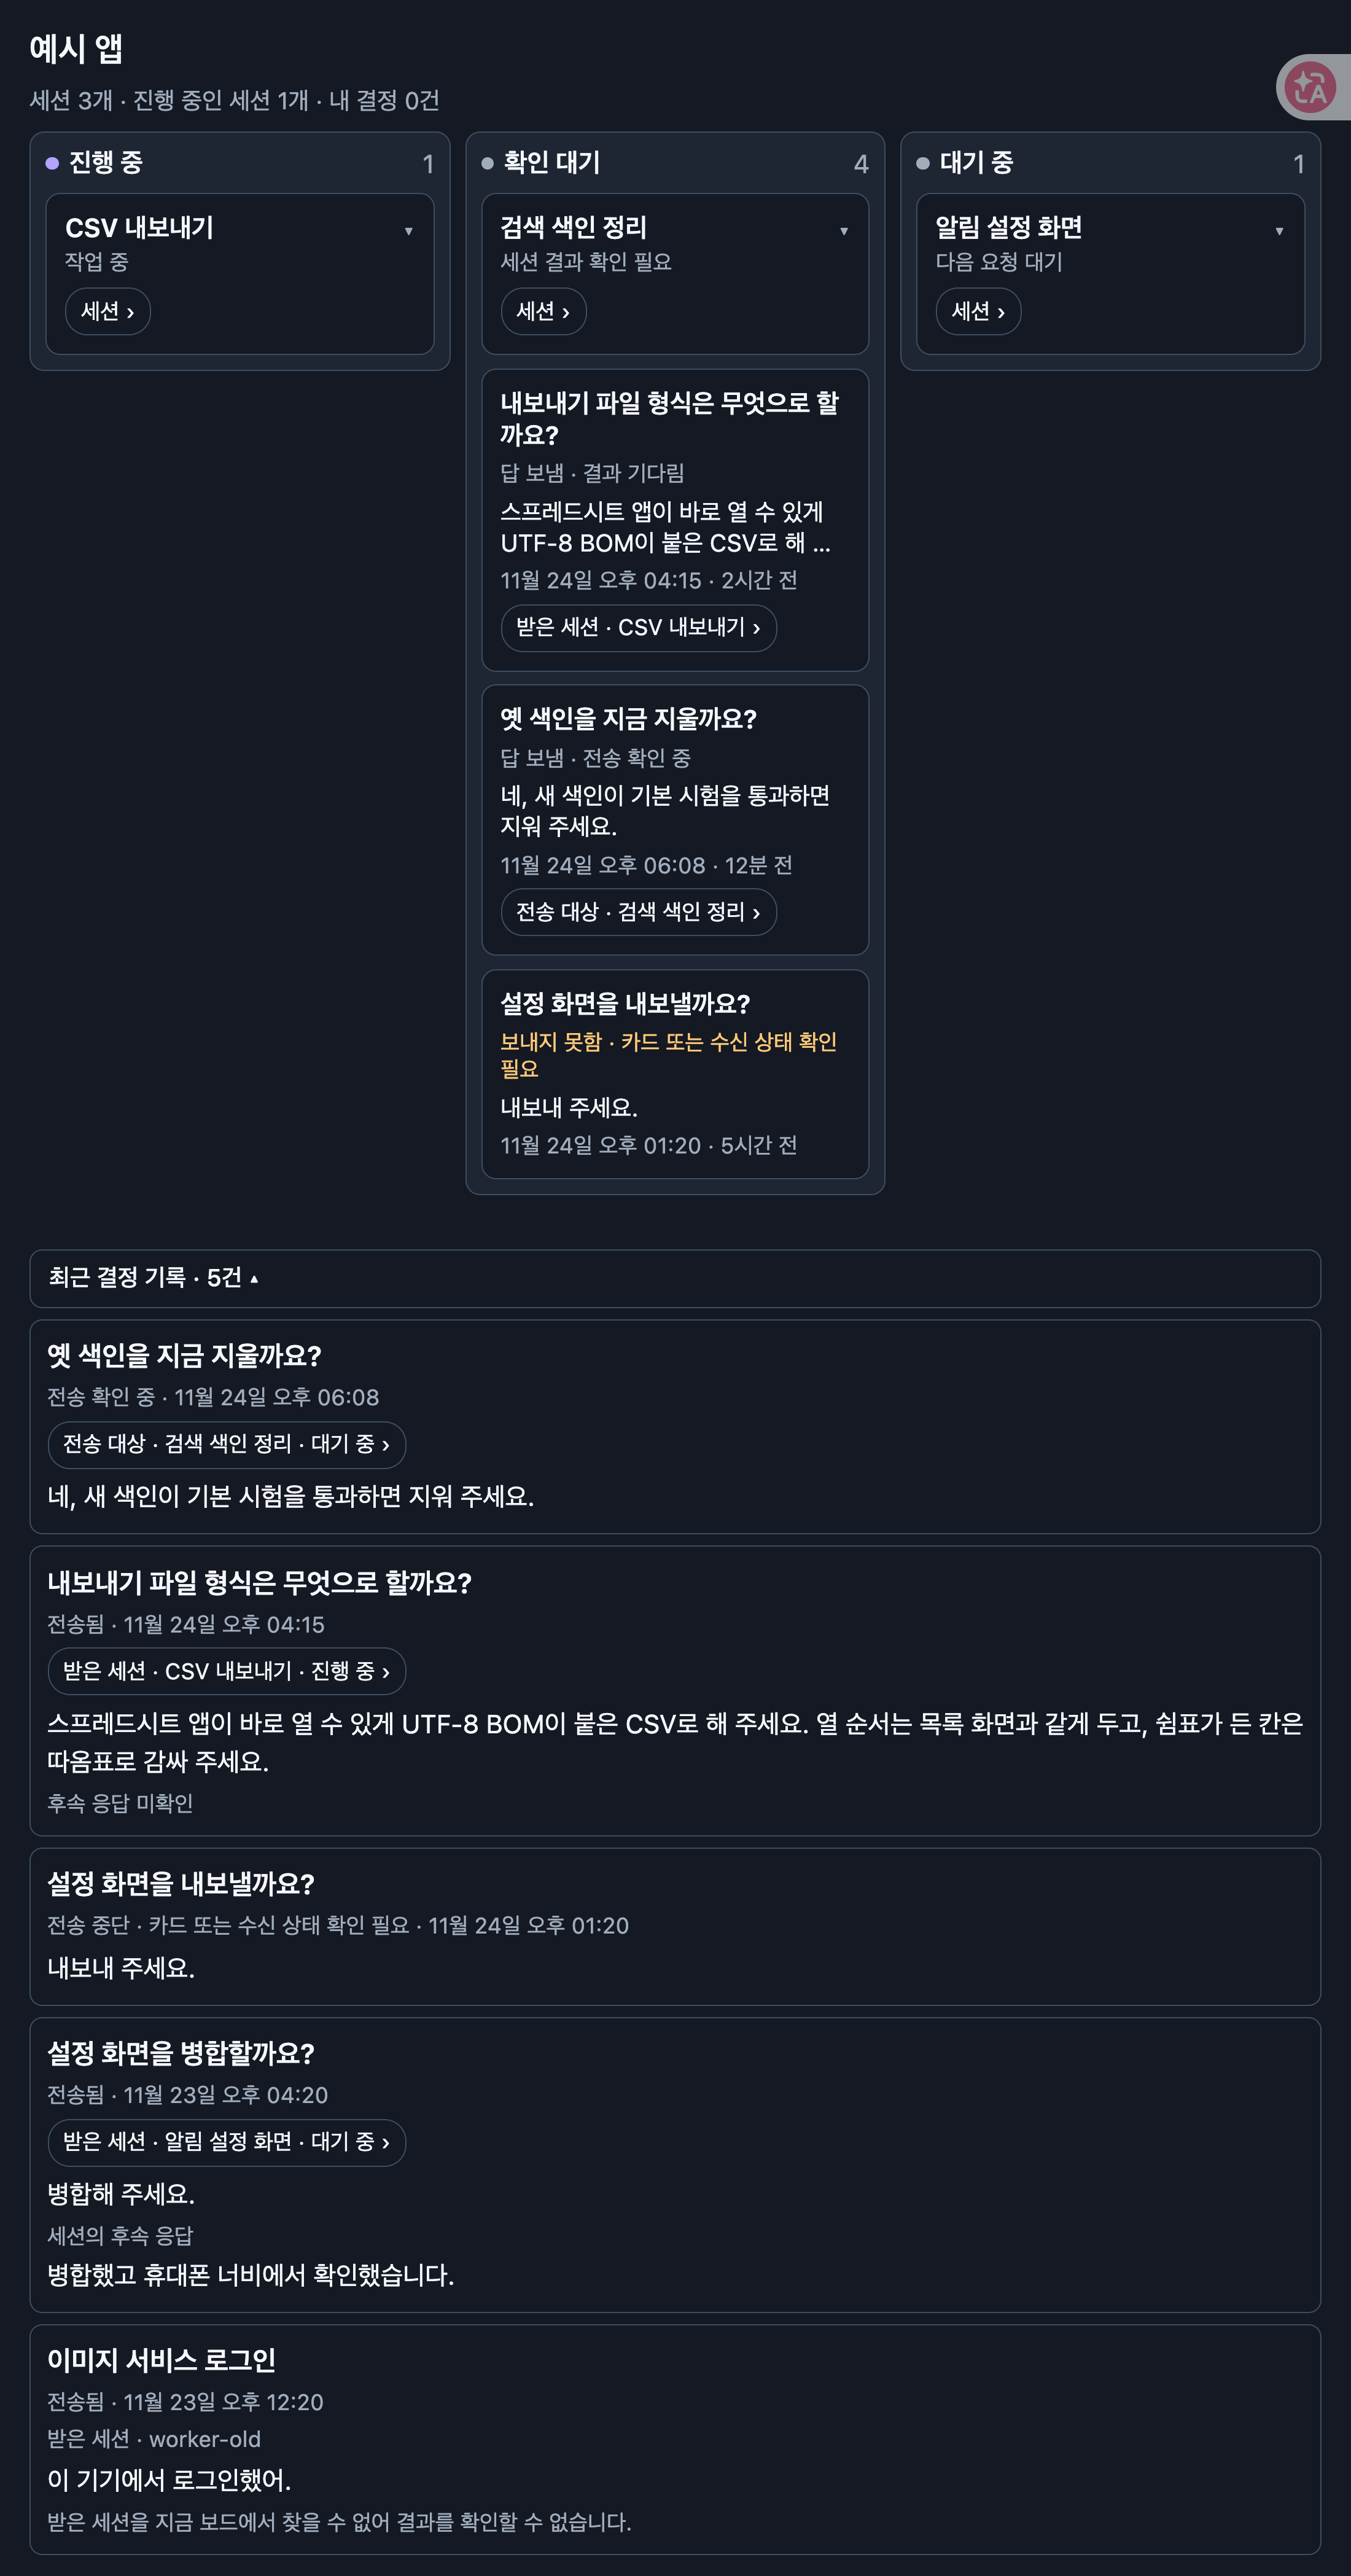 예시 앱
세션 3개 · 진행 중인 세션 1개 · 내 결정 0건
진행 중 1
CSV 내보내기 ▾
작업 중
세션 ›
확인 대기 4
검색 색인 정리 ▾
세션 결과 확인 필요
세션 ›
내보내기 파일 형식은 무엇으로 할
까요?
답 보냄 · 결과 기다림
스프레드시트 앱이 바로 열 수 있게
UTF-8 BOM이 붙은 CSV로 해 ...
11월 24일 오후 04:15 · 2시간 전
받은 세션 · CSV 내보내기 ›
옛 색인을 지금 지울까요?
답 보냄 · 전송 확인 중
네, 새 색인이 기본 시험을 통과하면
지워 주세요.
11월 24일 오후 06:08 · 12분 전
전송 대상 · 검색 색인 정리 ›
설정 화면을 내보낼까요?
보내지 못함 · 카드 또는 수신 상태 확인
필요
내보내 주세요.
11월 24일 오후 01:20 · 5시간 전
대기 중 1
알림 설정 화면 ▾
다음 요청 대기
세션 ›
최근 결정 기록 · 5건 ▴
옛 색인을 지금 지울까요?
전송 확인 중 · 11월 24일 오후 06:08
전송 대상 · 검색 색인 정리 · 대기 중 ›
네, 새 색인이 기본 시험을 통과하면 지워 주세요.
내보내기 파일 형식은 무엇으로 할까요?
전송됨 · 11월 24일 오후 04:15
받은 세션 · CSV 내보내기 · 진행 중 ›
스프레드시트 앱이 바로 열 수 있게 UTF-8 BOM이 붙은 CSV로 해 주세요. 열 순서는 목록 화면과 같게 두고, 쉼표가 든 칸은
따옴표로 감싸 주세요.
후속 응답 미확인
설정 화면을 내보낼까요?
전송 중단 · 카드 또는 수신 상태 확인 필요 · 11월 24일 오후 01:20
내보내 주세요.
설정 화면을 병합할까요?
전송됨 · 11월 23일 오후 04:20
받은 세션 · 알림 설정 화면 · 대기 중 ›
병합해 주세요.
세션의 후속 응답
병합했고 휴대폰 너비에서 확인했습니다.
이미지 서비스 로그인
전송됨 · 11월 23일 오후 12:20
받은 세션 · worker-old
이 기기에서 로그인했어.
받은 세션을 지금 보드에서 찾을 수 없어 결과를 확인할 수 없습니다.